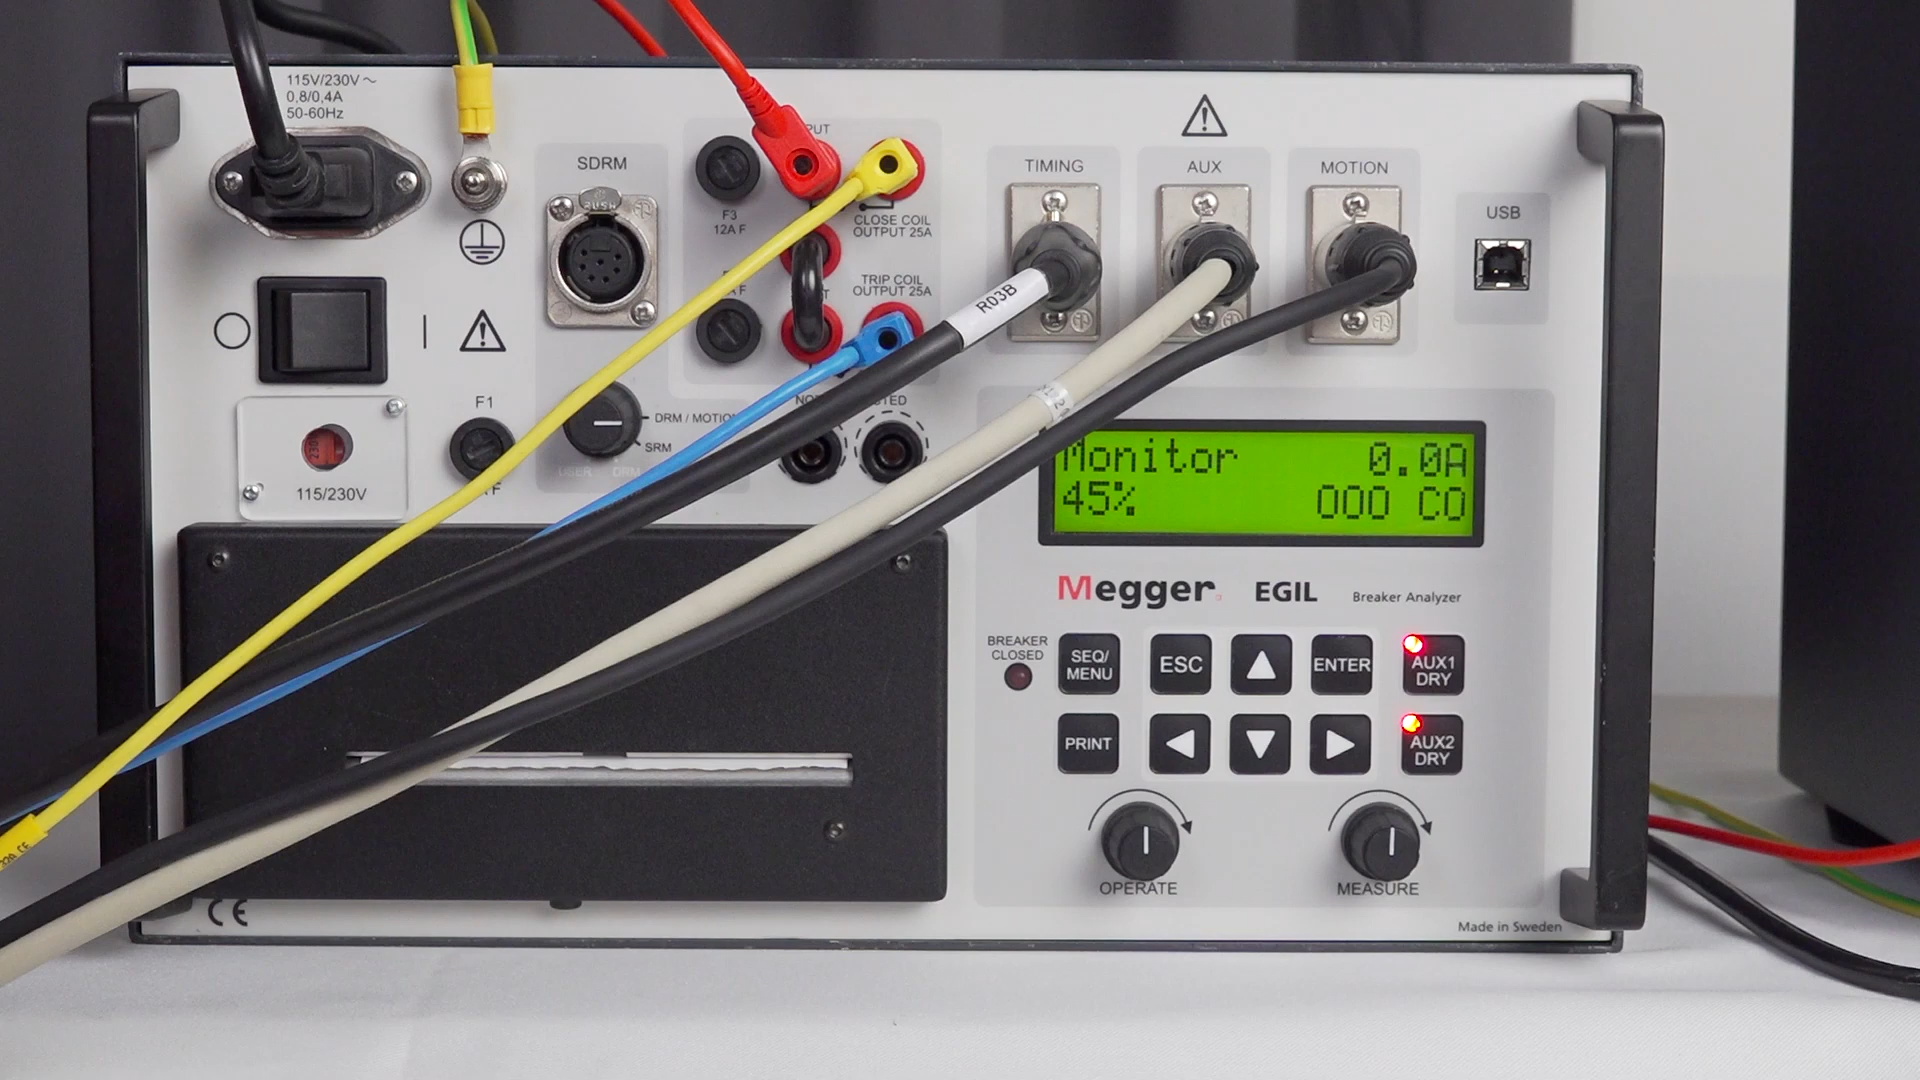 115V/230V ~
0,8/0,4A
50-60Hz
SDRM
PUSH
F3
12A F
CLOSE COIL
OUTPUT 25A
TRIP COIL
OUTPUT 25A
TIMING
AUX
MOTION
USB
R03B
F1
115/230V
230
DRM / MOTION
SRM
USER
DRM
Monitor 0.0A
45% 000 CO
Megger EGIL Breaker Analyzer
BREAKER
CLOSED
SEQ/
MENU
ESC
ENTER
AUX1
DRY
PRINT
AUX2
DRY
OPERATE
MEASURE
CE
Made in Sweden